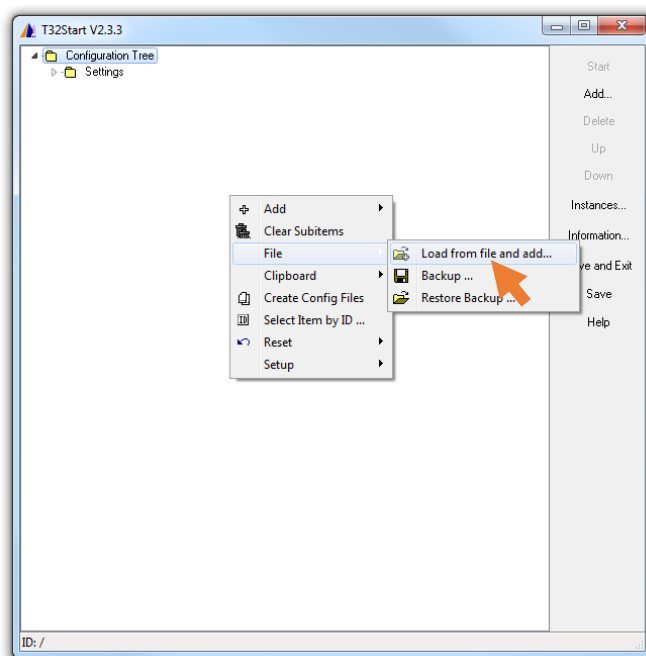 T32Start V2.3.3
Configuration Tree
Settings
Start
Add...
Delete
Up
Down
Instances...
Information...
ve and Exit
Save
Help
Add
Clear Subitems
File
Clipboard
Create Config Files
Select Item by ID ...
Reset
Setup
Load from file and add...
Backup ...
Restore Backup ...
ID: /